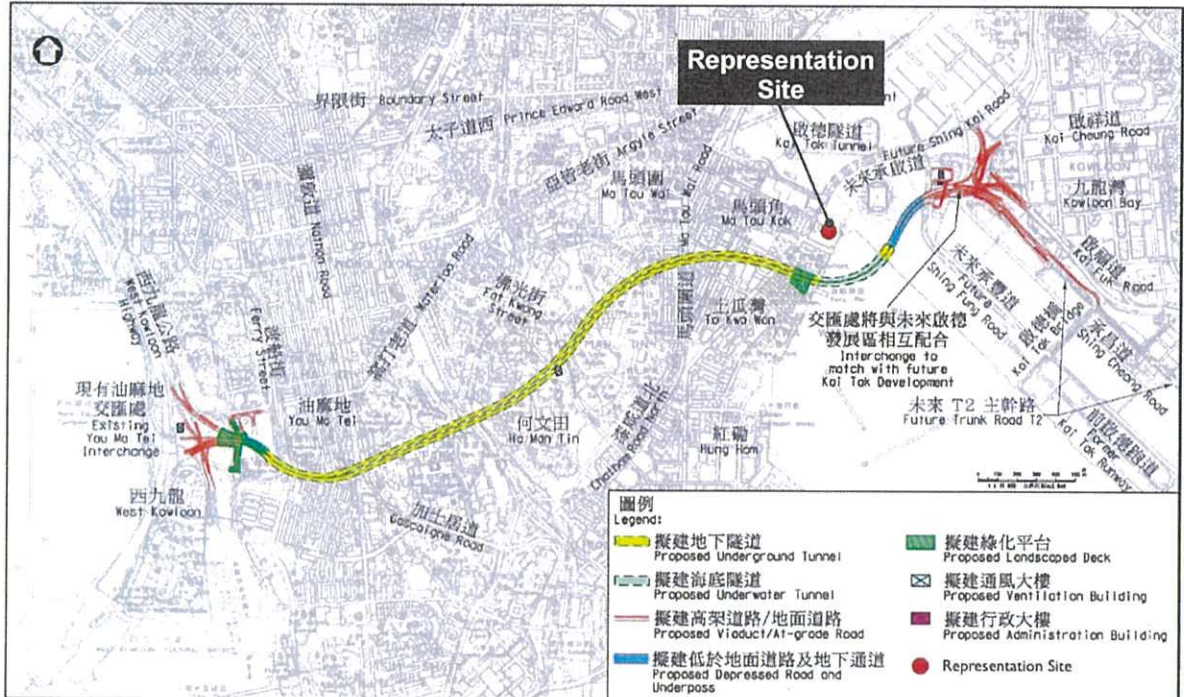 Representation
Site
界限街 Boundary Street
太子道西 Prince Edward Road West
亞皆老街 Argyle Street
啟德隧道
Kai Tak Tunnel
Future Shing Kai Road
未來承啟道
啟祥道
Kai Cheung Road
KOWLOON
九龍灣
Kowloon Bay
馬頭圍
Ma Tau Wai
Ma Tau Wai Road
馬頭角
Ma Tau Kok
彌敦道 Nathan Road
窩打老道 Waterloo Road
佛光街
Fat Kwong
Street
馬頭圍道
土瓜灣
To Kwa Wan
西九龍公路
West Kowloon
Highway
渡船街
Ferry Street
現有油麻地
交匯處
Existing
Yau Ma Tei
Interchange
油麻地
Yau Ma Tei
何文田
Ho Man Tin
漆咸道北
Chatham Road North
紅磡
Hung Hom
西九龍
West Kowloon
加士居道
Gascoigne Road
未來承豐道
Future
Shing Fung Road
交匯處將與未來啟德
發展區相互配合
Interchange to
match with future
Kai Tak Development
啟德橋
Kai Tak Bridge
啟福道
Kai Fuk Road
承昌道
Shing Cheong Road
未來 T2 主幹路
Future Trunk Road T2
前啟德跑道
Former
Kai Tak Runway
圖例
Legend:
擬建地下隧道
Proposed Underground Tunnel
擬建海底隧道
Proposed Underwater Tunnel
擬建高架道路/地面道路
Proposed Viaduct/At-grade Road
擬建低於地面道路及地下通道
Proposed Depressed Road and
Underpass
擬建綠化平台
Proposed Landscaped Deck
擬建通風大樓
Proposed Ventilation Building
擬建行政大樓
Proposed Administration Building
Representation Site